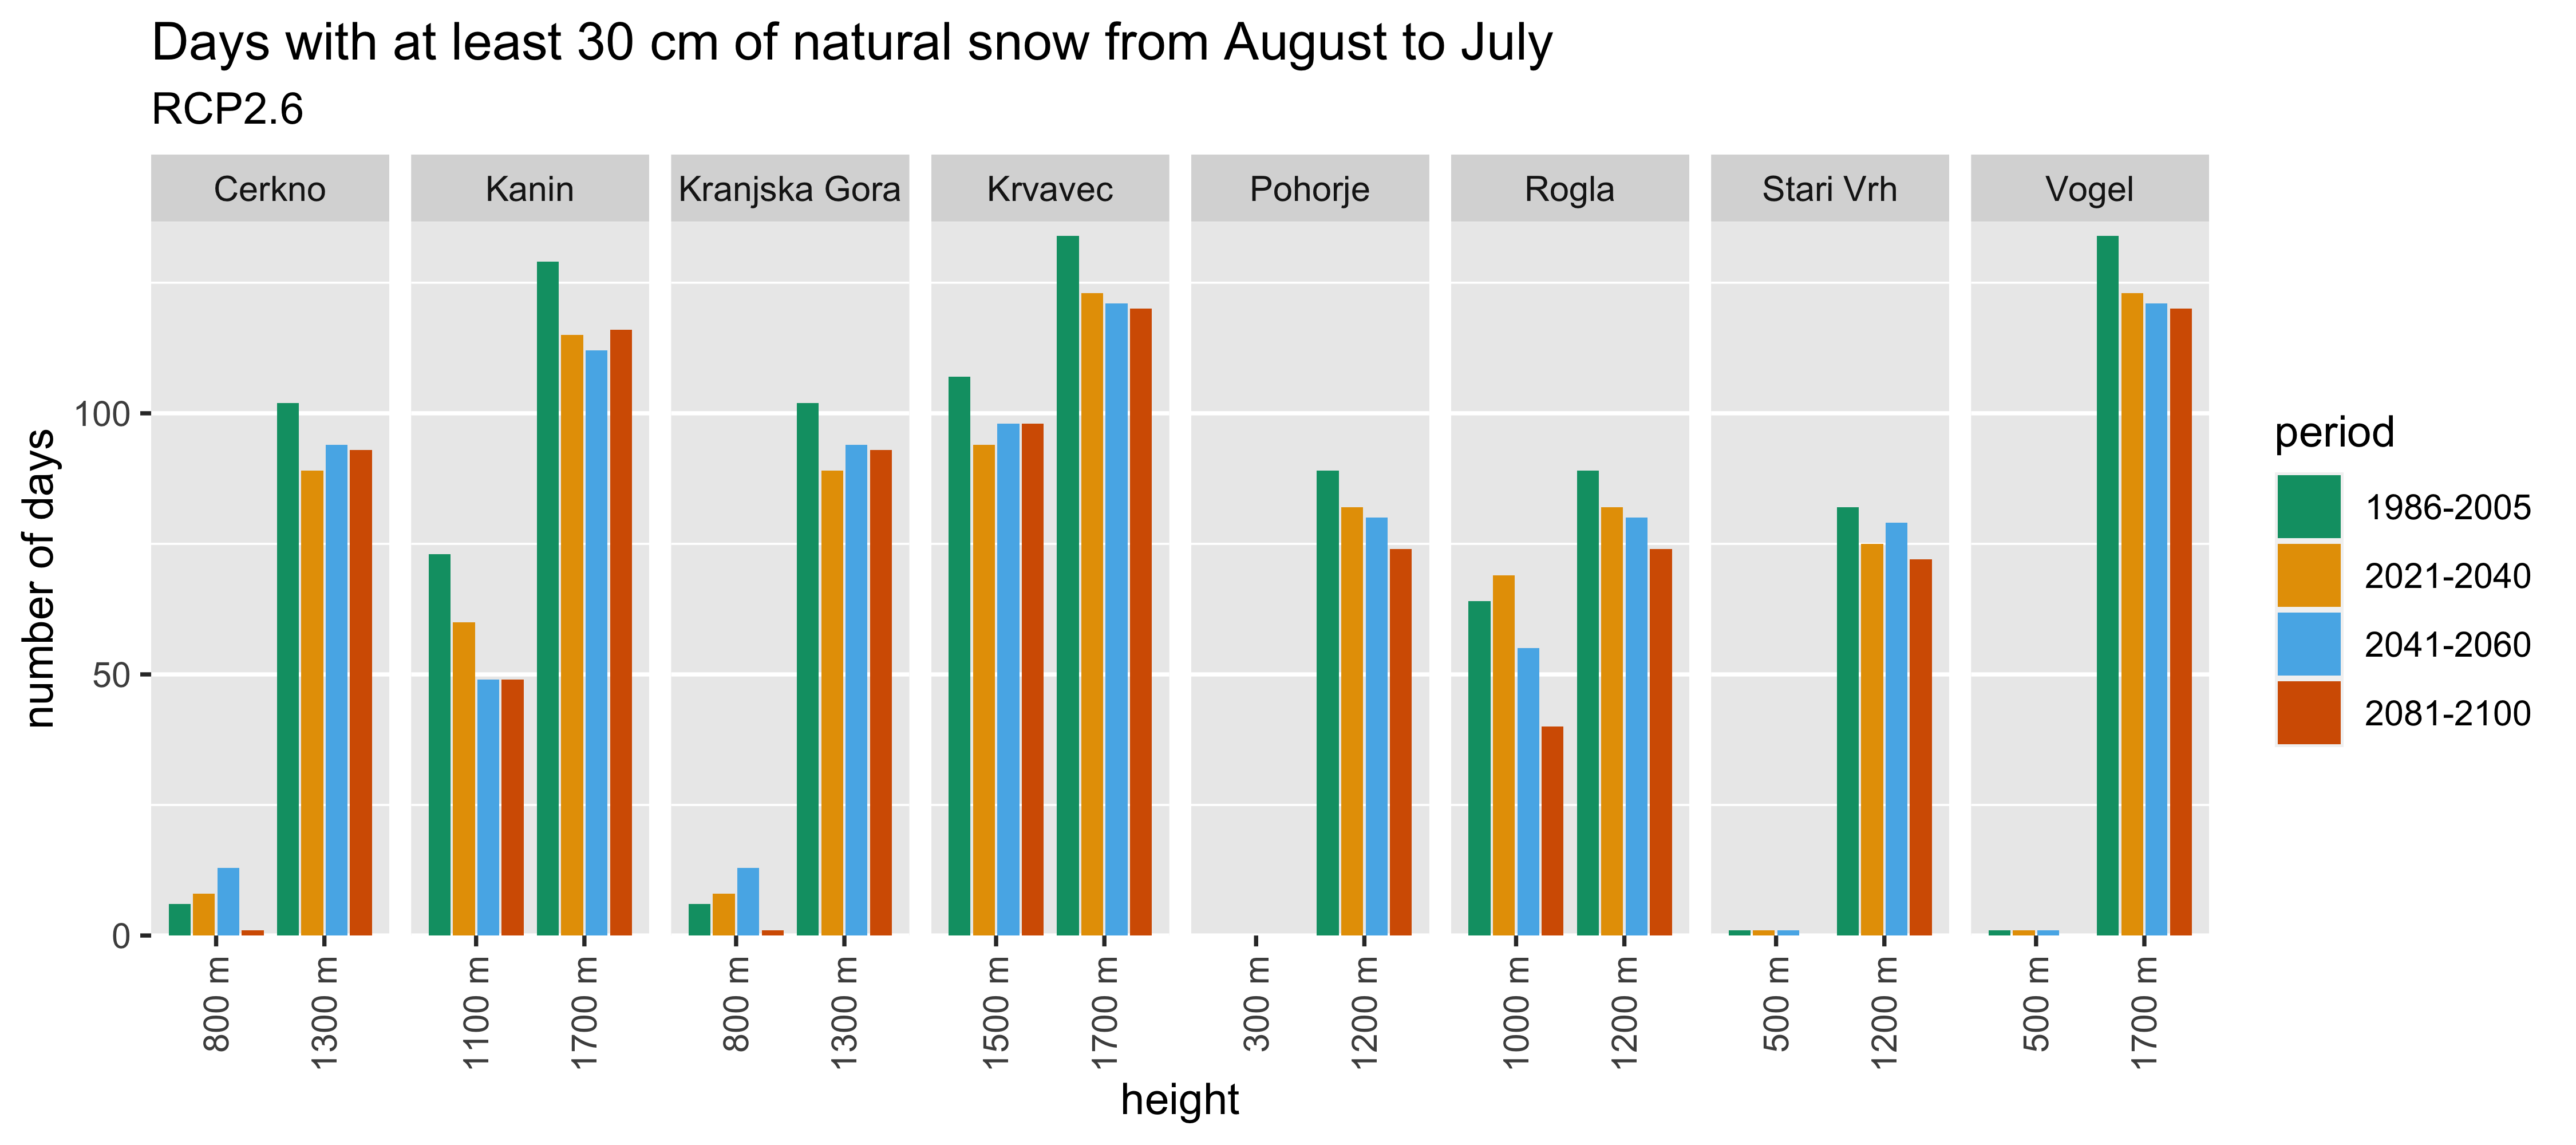 Days with at least 30 cm of natural snow from August to July
RCP2.6
Cerkno Kanin Kranjska Gora Krvavec Pohorje Rogla Stari Vrh Vogel
number of days
100
50
0
800 m 1300 m 1100 m 1700 m 800 m 1300 m 1500 m 1700 m 300 m 1200 m 1000 m 1200 m 500 m 1200 m 500 m 1700 m
height
period
1986-2005
2021-2040
2041-2060
2081-2100